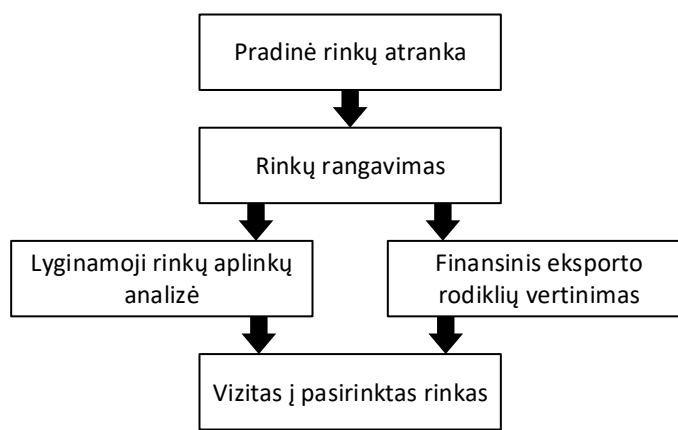 Pradinė rinkų atranka
Rinkų rangavimas
Lyginamoji rinkų aplinkų
analizė
Finansinis eksporto
rodiklių vertinimas
Vizitas į pasirinktas rinkas